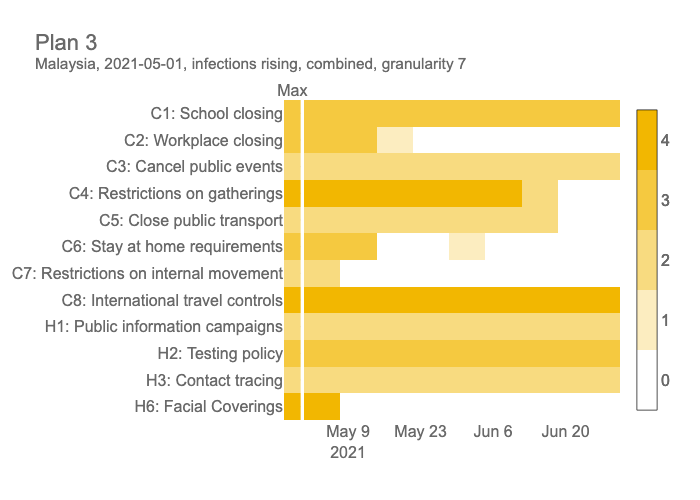 Plan 3
Malaysia, 2021-05-01, infections rising, combined, granularity 7
Max
C1: School closing
C2: Workplace closing
C3: Cancel public events
C4: Restrictions on gatherings
C5: Close public transport
C6: Stay at home requirements
C7: Restrictions on internal movement
C8: International travel controls
H1: Public information campaigns
H2: Testing policy
H3: Contact tracing
H6: Facial Coverings
May 9 May 23 Jun 6 Jun 20
2021
4
3
2
1
0